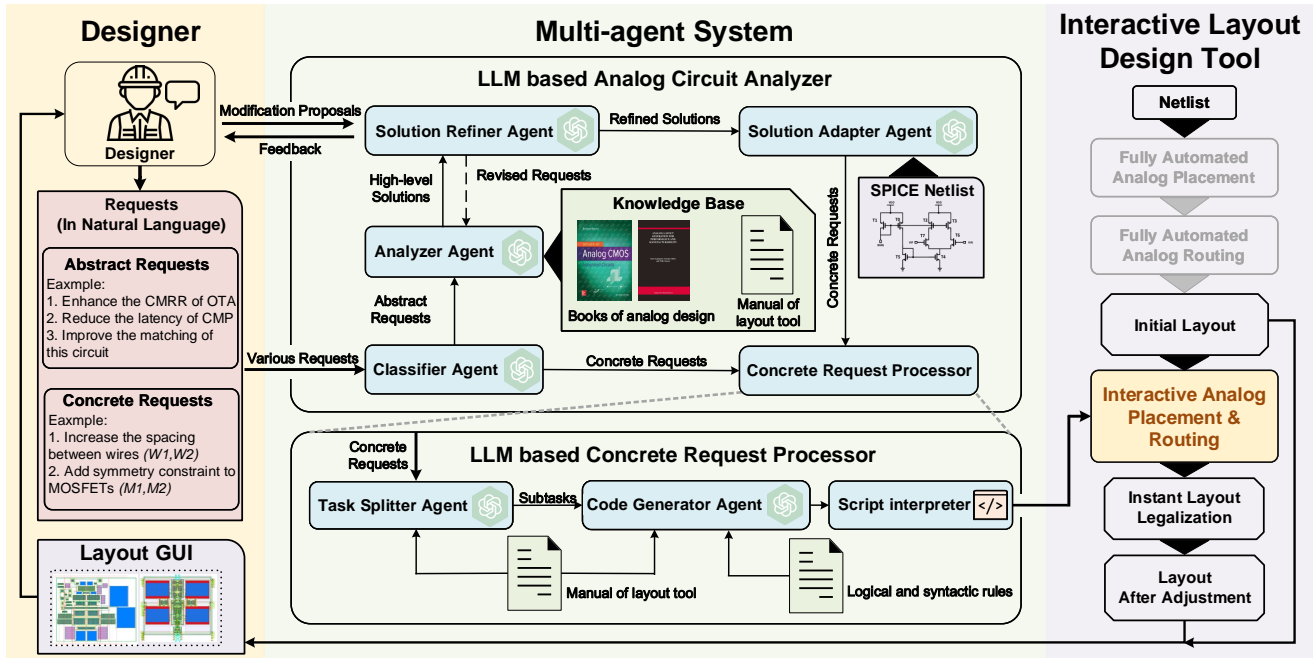 Designer
Designer
Requests
(In Natural Language)
Abstract Requests
Eaxmple:
1. Enhance the CMRR of OTA
2. Reduce the latency of CMP
3. Improve the matching of
this circuit
Concrete Requests
Eaxmple:
1. Increase the spacing
between wires (W1,W2)
2. Add symmetry constraint to
MOSFETs (M1,M2)
Layout GUI
Modification Proposals
Feedback
Various Requests
Multi-agent System
LLM based Analog Circuit Analyzer
Solution Refiner Agent
Refined Solutions
Solution Adapter Agent
High-level
Solutions
Revised Requests
Analyzer Agent
Knowledge Base
Analog CMOS
Books of analog design
Manual of
layout tool
Concrete Requests
SPICE Netlist
Abstract
Requests
Classifier Agent
Concrete Requests
Concrete Request Processor
LLM based Concrete Request Processor
Concrete
Requests
Task Splitter Agent
Subtasks
Code Generator Agent
Script interpreter
</>
Manual of layout tool
Logical and syntactic rules
Interactive Layout
Design Tool
Netlist
Fully Automated
Analog Placement
Fully Automated
Analog Routing
Initial Layout
Interactive Analog
Placement &
Routing
Instant Layout
Legalization
Layout
After Adjustment